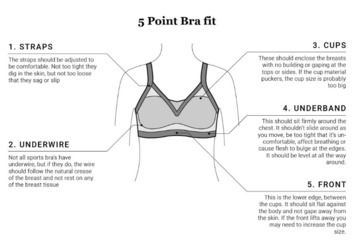 5 Point Bra fit
1. STRAPS
The straps should be adjusted to
be comfortable. Not too tight they
dig in the skin, but not too loose
that they sag or slip
2. UNDERWIRE
Not all sports bra's have
underwire, but if they do, the wire
should follow the natural crease
of the breast and not rest on any
of the breast tissue
3. CUPS
These should enclose the breasts
with no building or gaping at the
tops or sides. If the cup material
puckers, the cup size is probably
too big
4. UNDERBAND
This should sit firmly around the
chest. It shouldn't side around as
you move, be too tight that it's un-
comfortable, affect breathing or
cause flesh to bulge at the edges.
It should be level at all the way
around.
5. FRONT
This is the lower edge, between
the cups. It should sit flat against
the body and not gape away from
the skin. If the front lifts away you
may need to increase the cup
size.